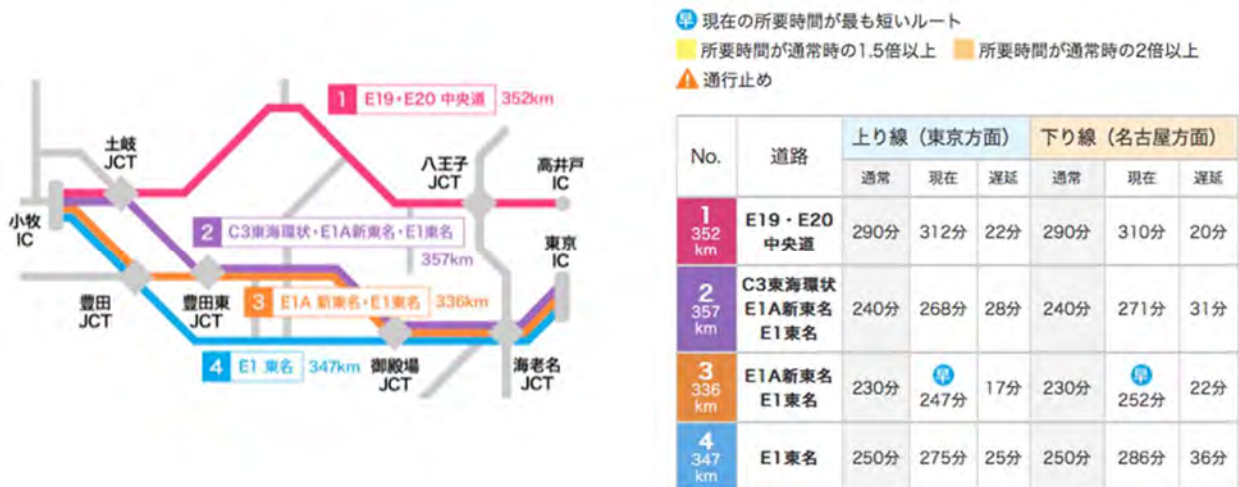 早 現在の所要時間が最も短いルート
所要時間が通常時の1.5倍以上 所要時間が通常時の2倍以上
通行止め
1 E19・E20 中央道 352km
土岐
JCT
八王子
JCT
高井戸
IC
小牧
IC
2 C3東海環状・E1A新東名・E1東名
357km
東京
IC
豊田
JCT
豊田東
JCT
3 E1A 新東名・E1東名 336km
4 E1 東名 347km
御殿場
JCT
海老名
JCT
No. 道路 上り線（東京方面） 下り線（名古屋方面）
通常 現在 遅延 通常 現在 遅延
1
352
km
E19・E20
中央道
290分 312分 22分 290分 310分 20分
2
357
km
C3東海環状
E1A新東名
E1東名
240分 268分 28分 240分 271分 31分
3
336
km
E1A新東名
E1東名
230分 早 247分 17分 230分 早 252分 22分
4
347
km
E1東名
250分 275分 25分 250分 286分 36分